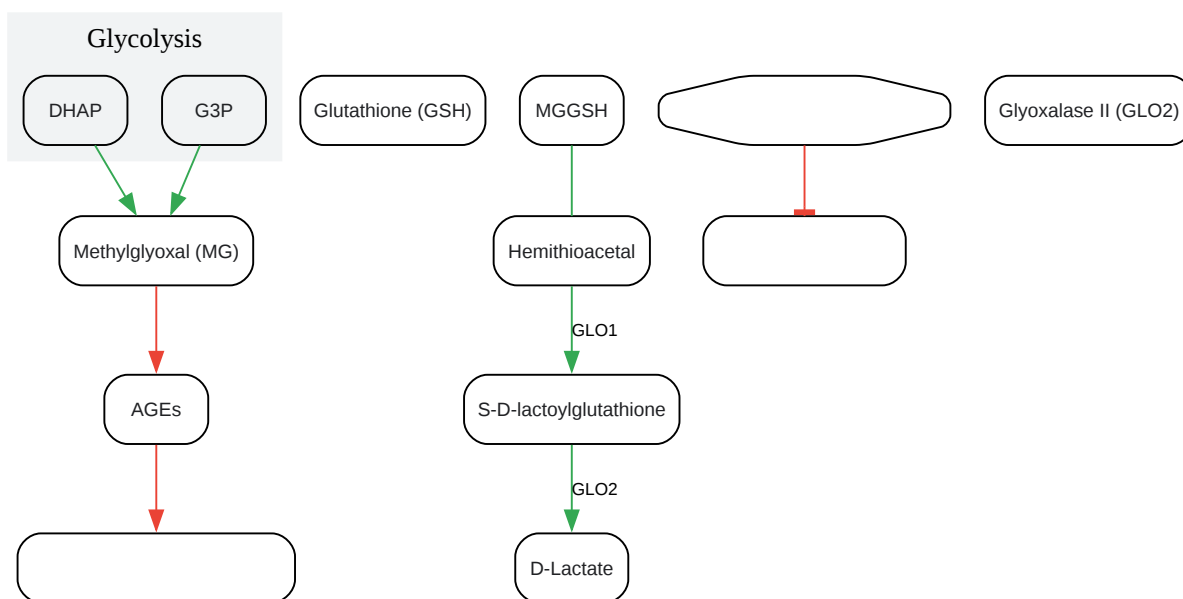 Glycolysis
DHAP
G3P
Glutathione (GSH)
MGGSH
Glyoxalase II (GLO2)
Methylglyoxal (MG)
Hemithioacetal
GLO1
AGEs
S-D-lactoylglutathione
GLO2
D-Lactate